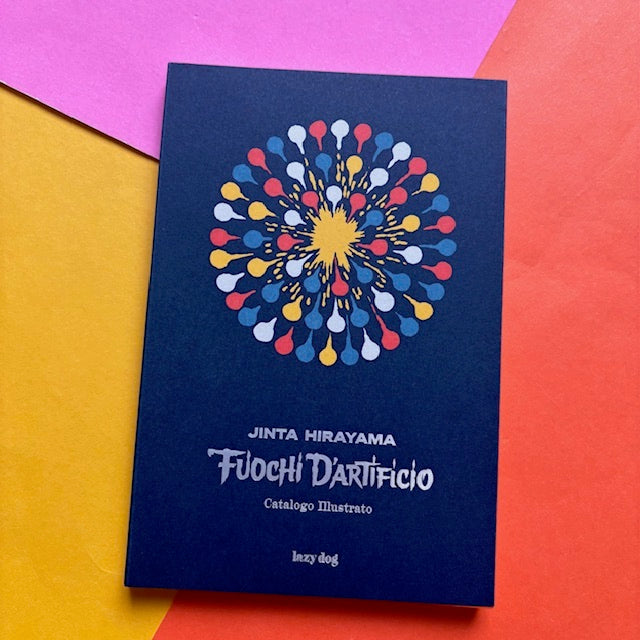 JINTA HIRAYAMA
FUOCHI D'ARTIFICIO
Catalogo Illustrato
lazy dog